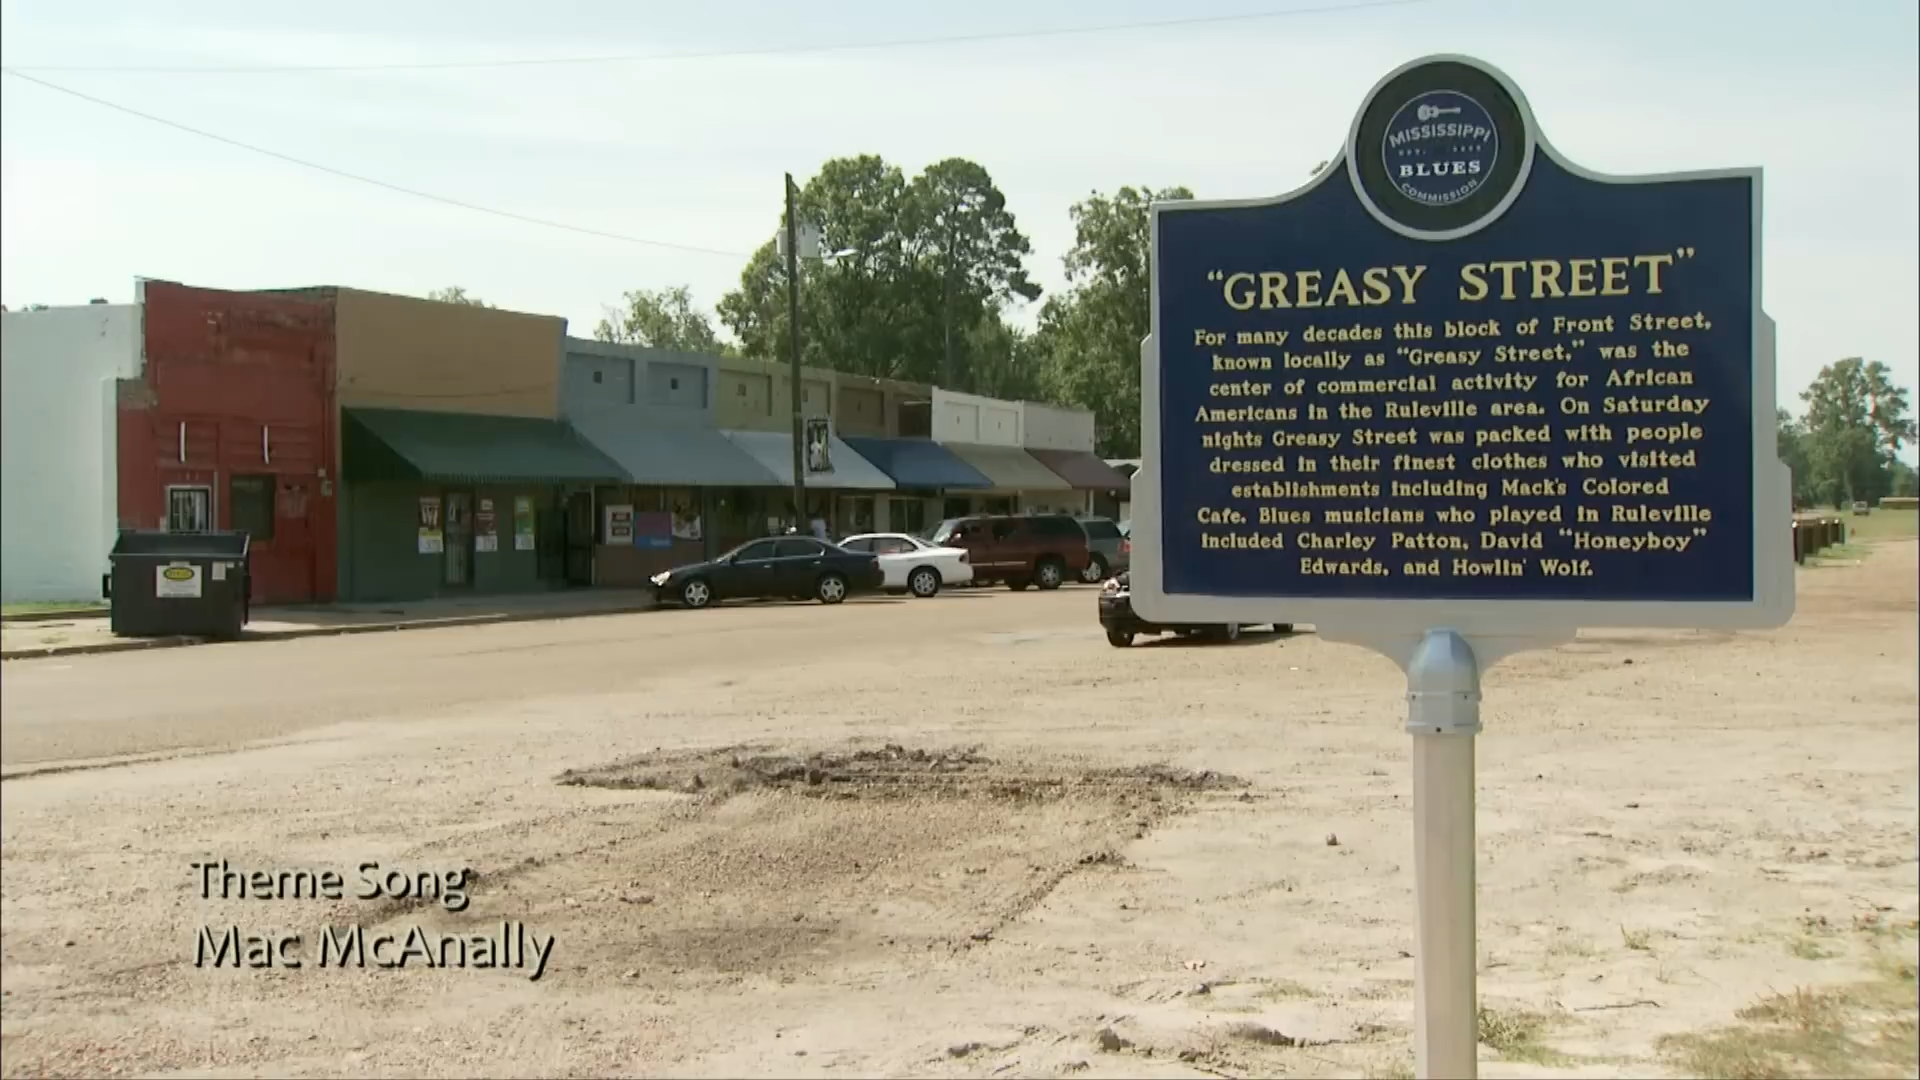 MISSISSIPPI
BLUES
COMMISSION
"GREASY STREET"
For many decades this block of Front Street,
known locally as "Greasy Street," was the
center of commercial activity for African
Americans in the Ruleville area. On Saturday
nights Greasy Street was packed with people
dressed in their finest clothes who visited
establishments including Mack's Colored
Cafe. Blues musicians who played in Ruleville
included Charley Patton, David "Honeyboy"
Edwards, and Howlin' Wolf.
Theme Song
Mac McAnally